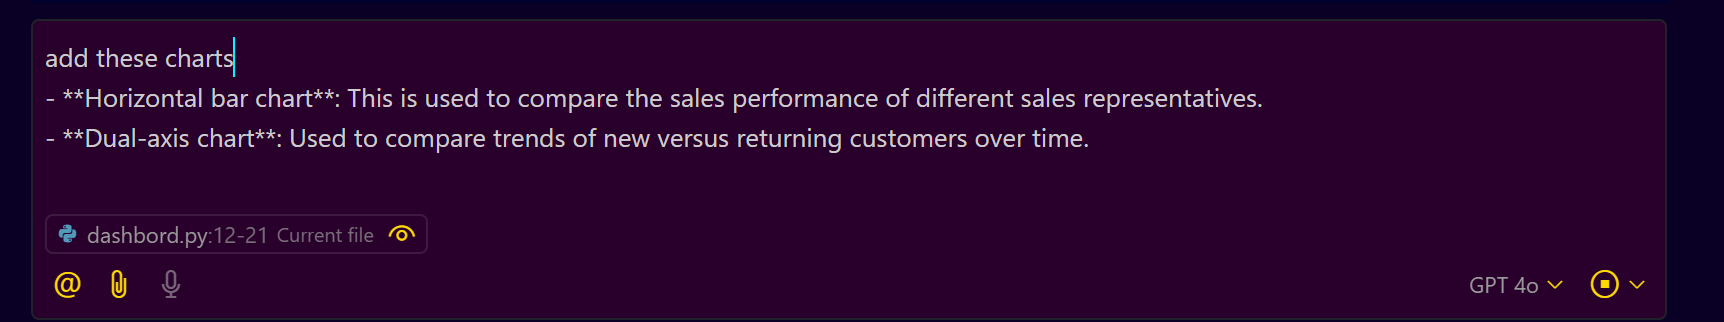 add these charts
- **Horizontal bar chart**: This is used to compare the sales performance of different sales representatives.
- **Dual-axis chart**: Used to compare trends of new versus returning customers over time.
dashbord.py:12-21 Current file
@ GPT 4o